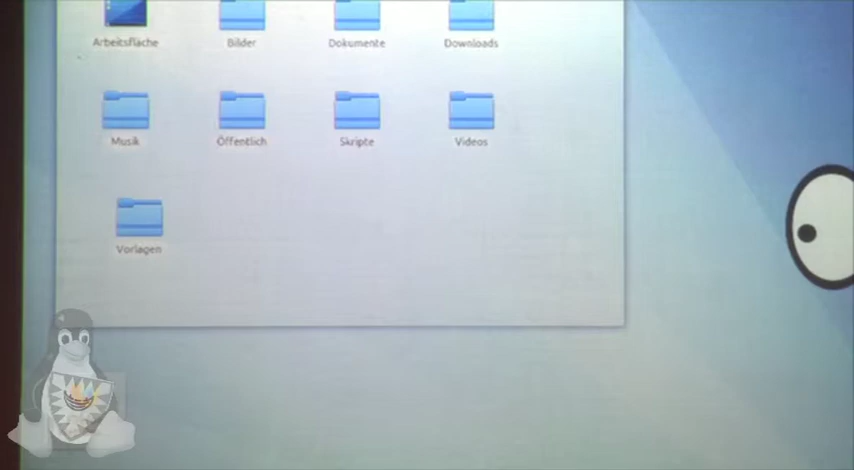 Arbeitsfläche Bilder Dokumente Downloads
Musik Öffentlich Skripte Videos
Vorlagen